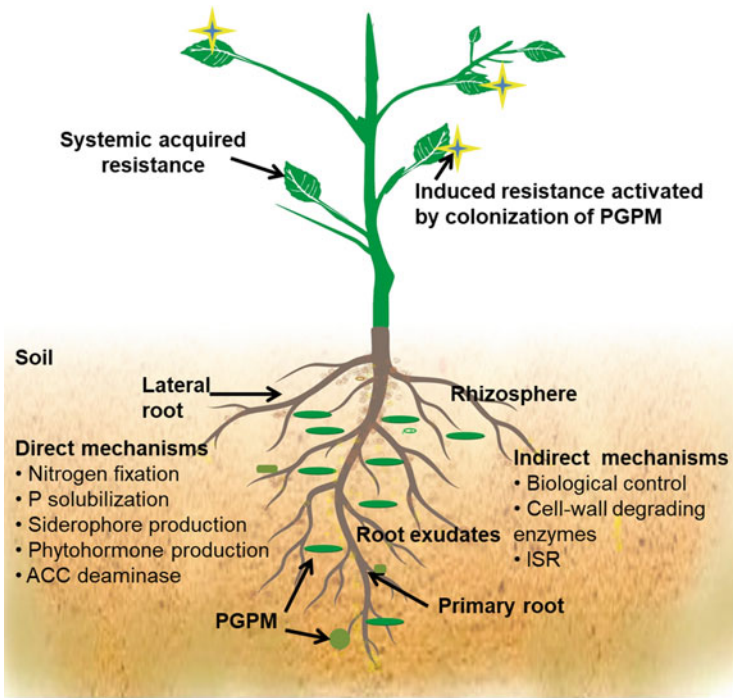 Systemic acquired
resistance
Induced resistance activated
by colonization of PGPM
Soil
Lateral
root
Rhizosphere
Direct mechanisms
• Nitrogen fixation
• P solubilization
• Siderophore production
• Phytohormone production
• ACC deaminase
Indirect mechanisms
• Biological control
• Cell-wall degrading
enzymes
• ISR
Root exudates
PGPM
Primary root